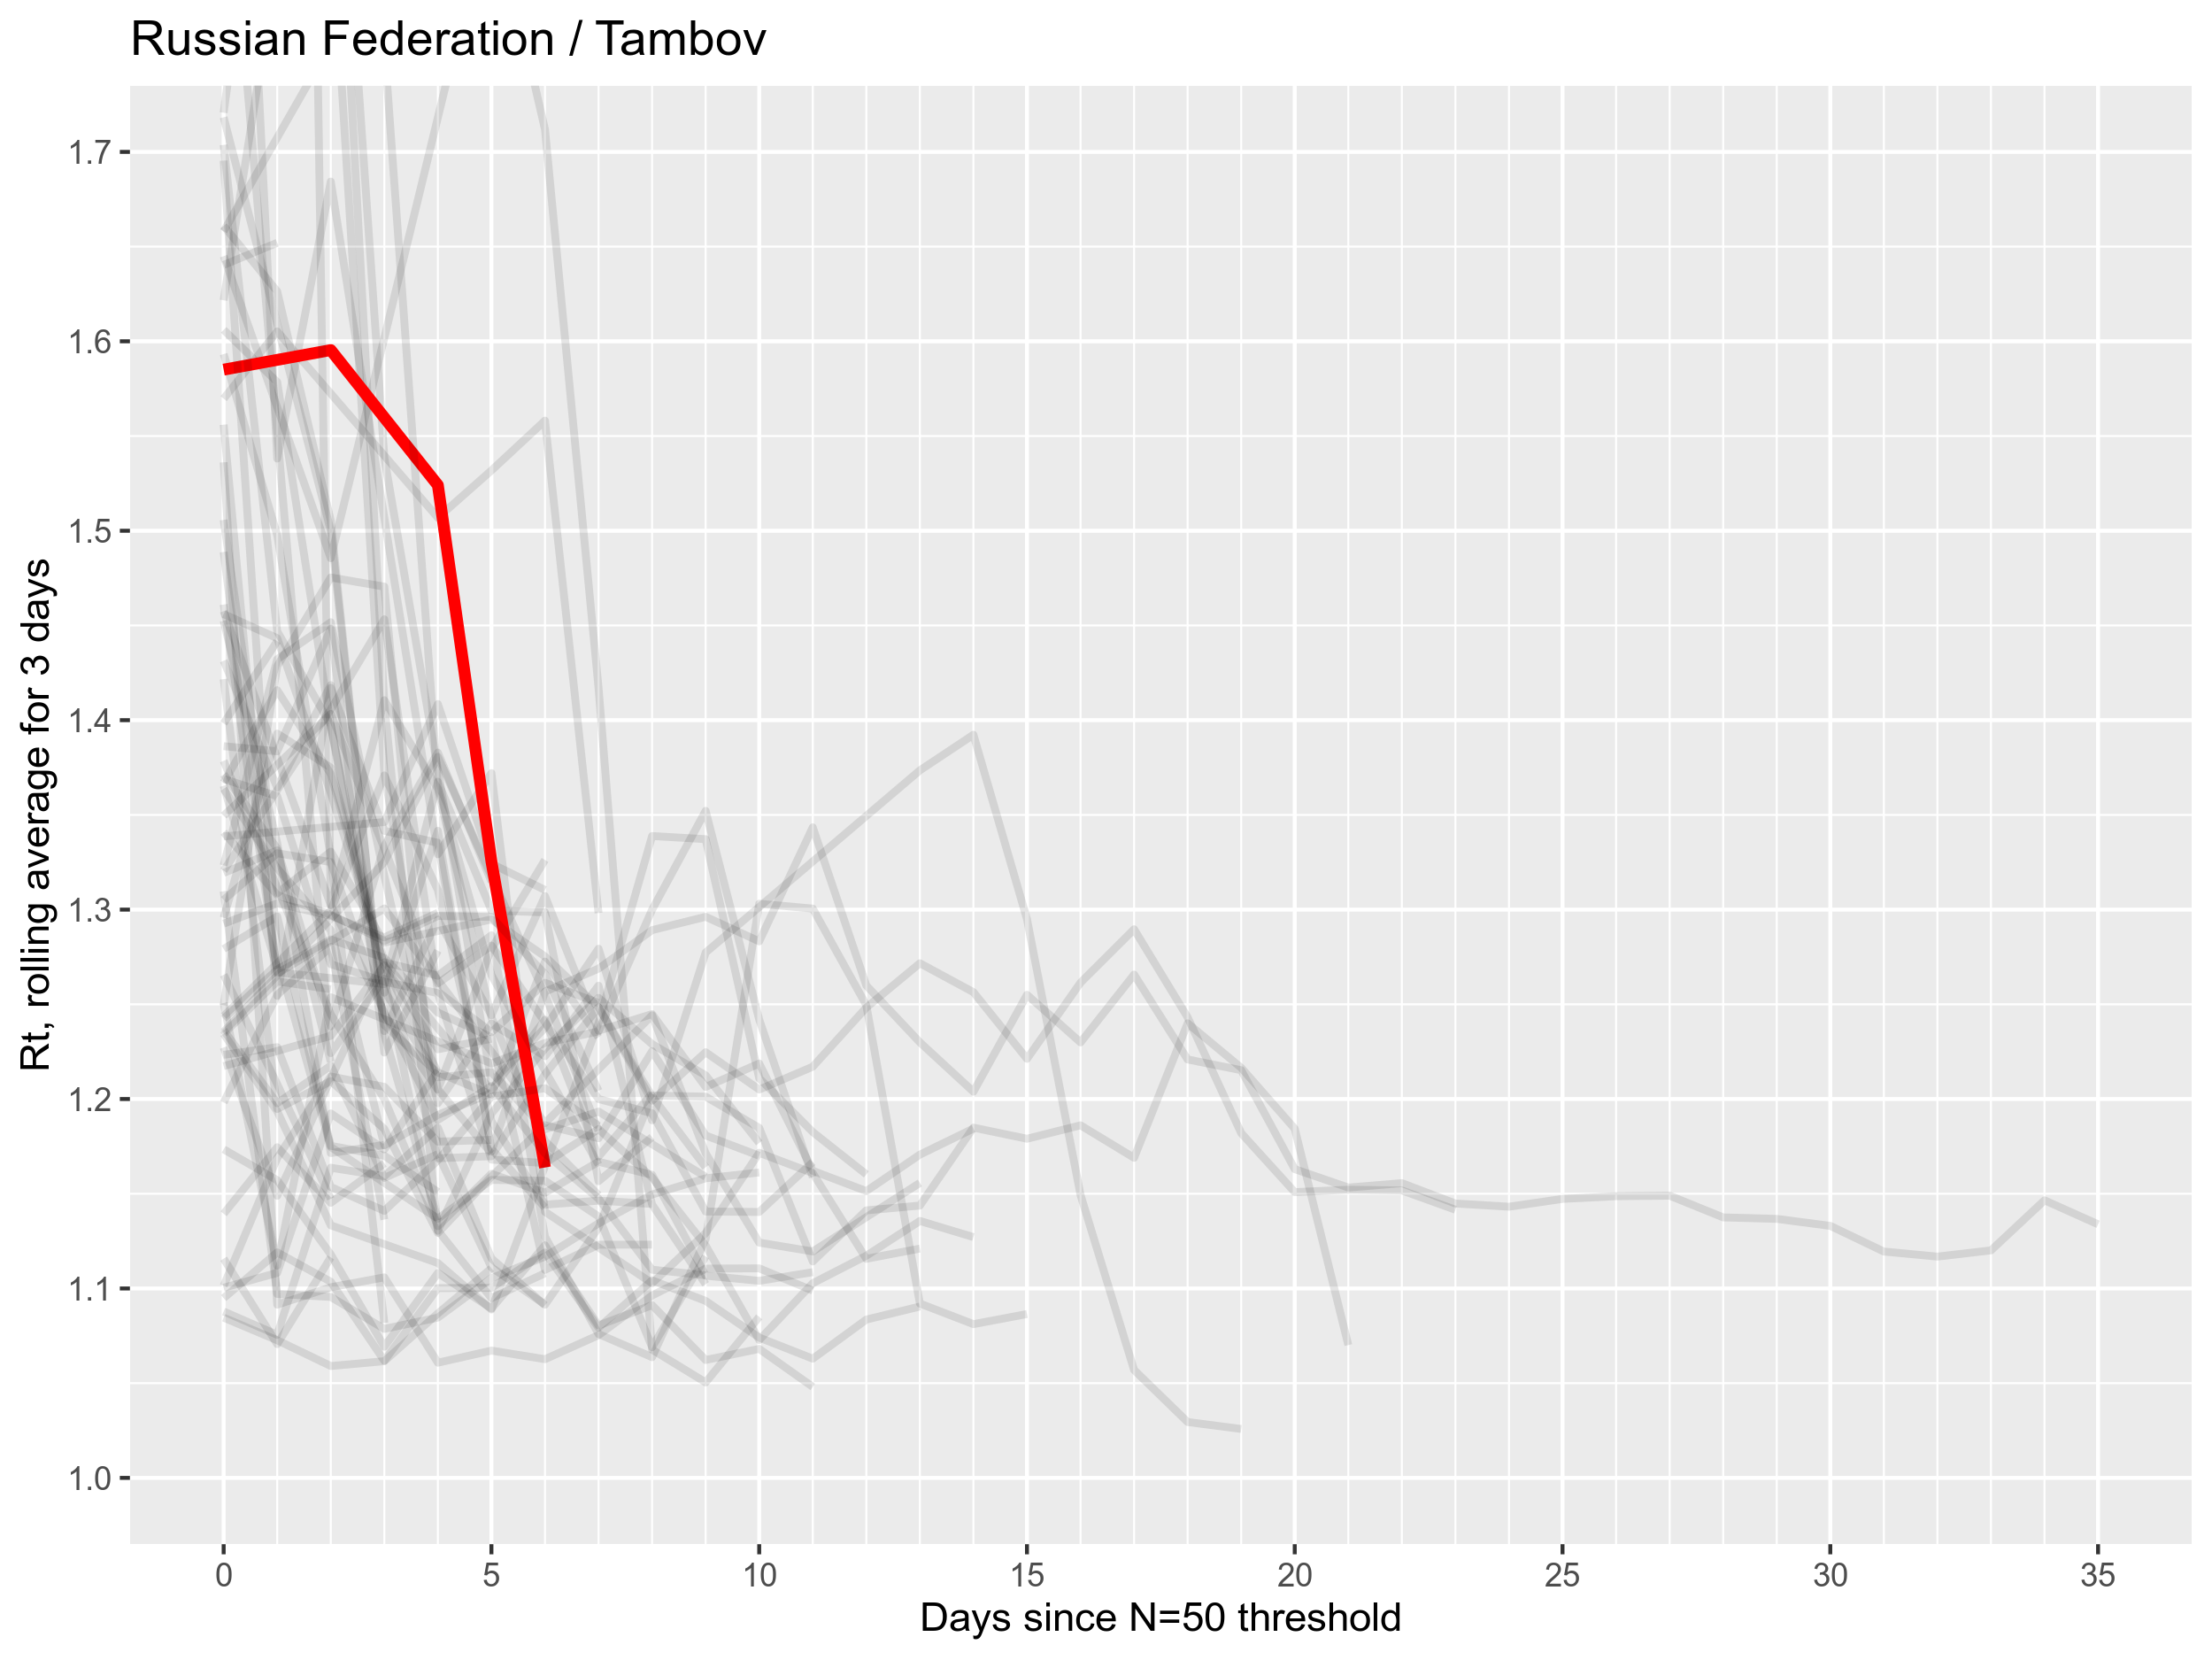 Russian Federation / Tambov
Rt, rolling average for 3 days
1.7
1.6
1.5
1.4
1.3
1.2
1.1
1.0
0 5 10 15 20 25 30 35
Days since N=50 threshold